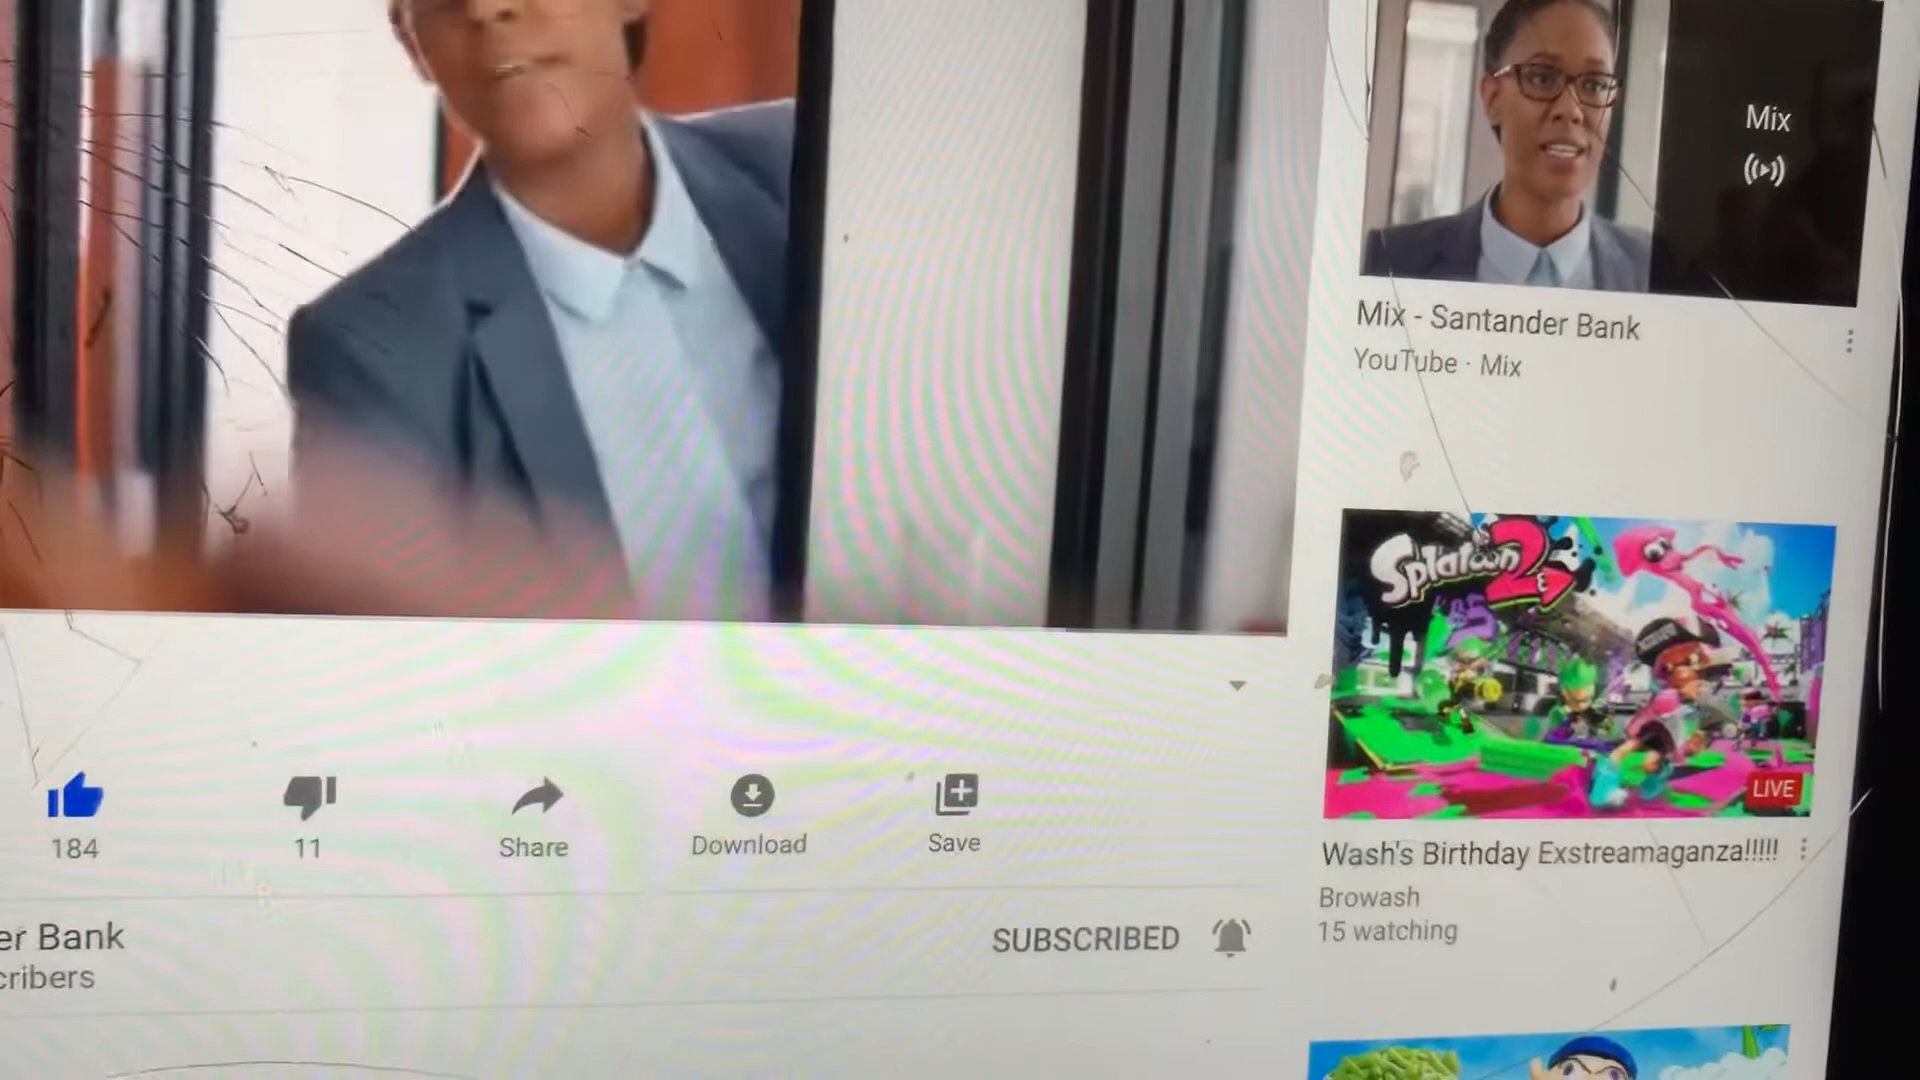 Mix
Mix - Santander Bank
YouTube · Mix
Splatoon 2
LIVE
Wash's Birthday Exstreamaganza!!!!!
Browash
15 watching
184
11
Share
Download
Save
er Bank
cribers
SUBSCRIBED